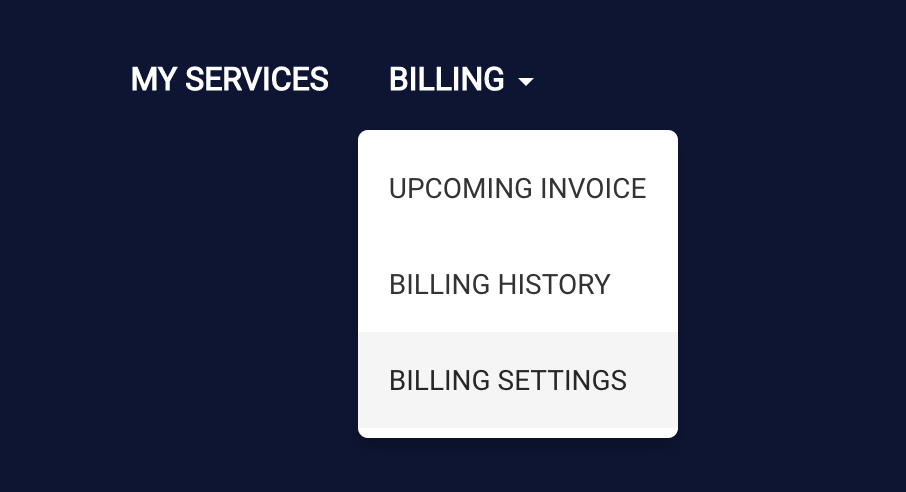 MY SERVICES BILLING
UPCOMING INVOICE
BILLING HISTORY
BILLING SETTINGS